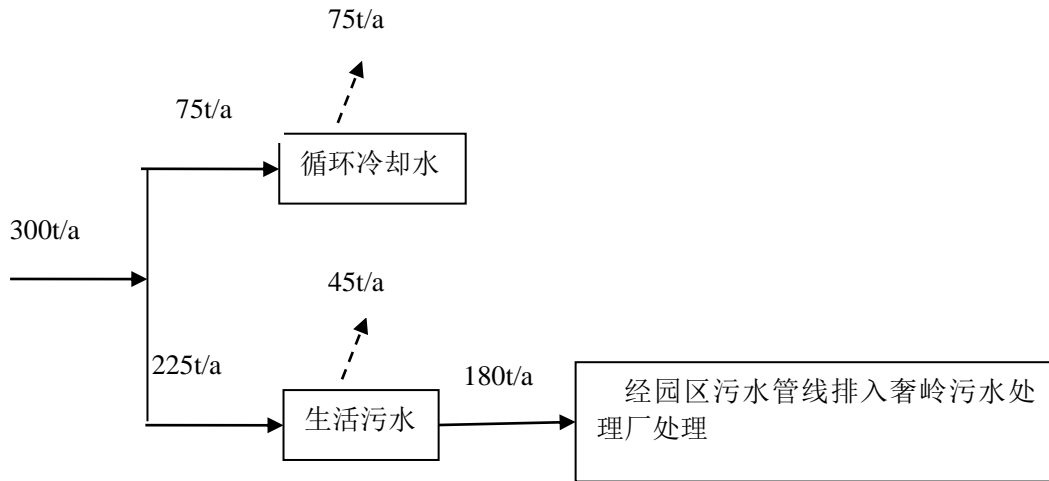 75t/a
75t/a
循环冷却水
300t/a
45t/a
225t/a
180t/a
生活污水
经园区污水管线排入奢岭污水处
理厂处理